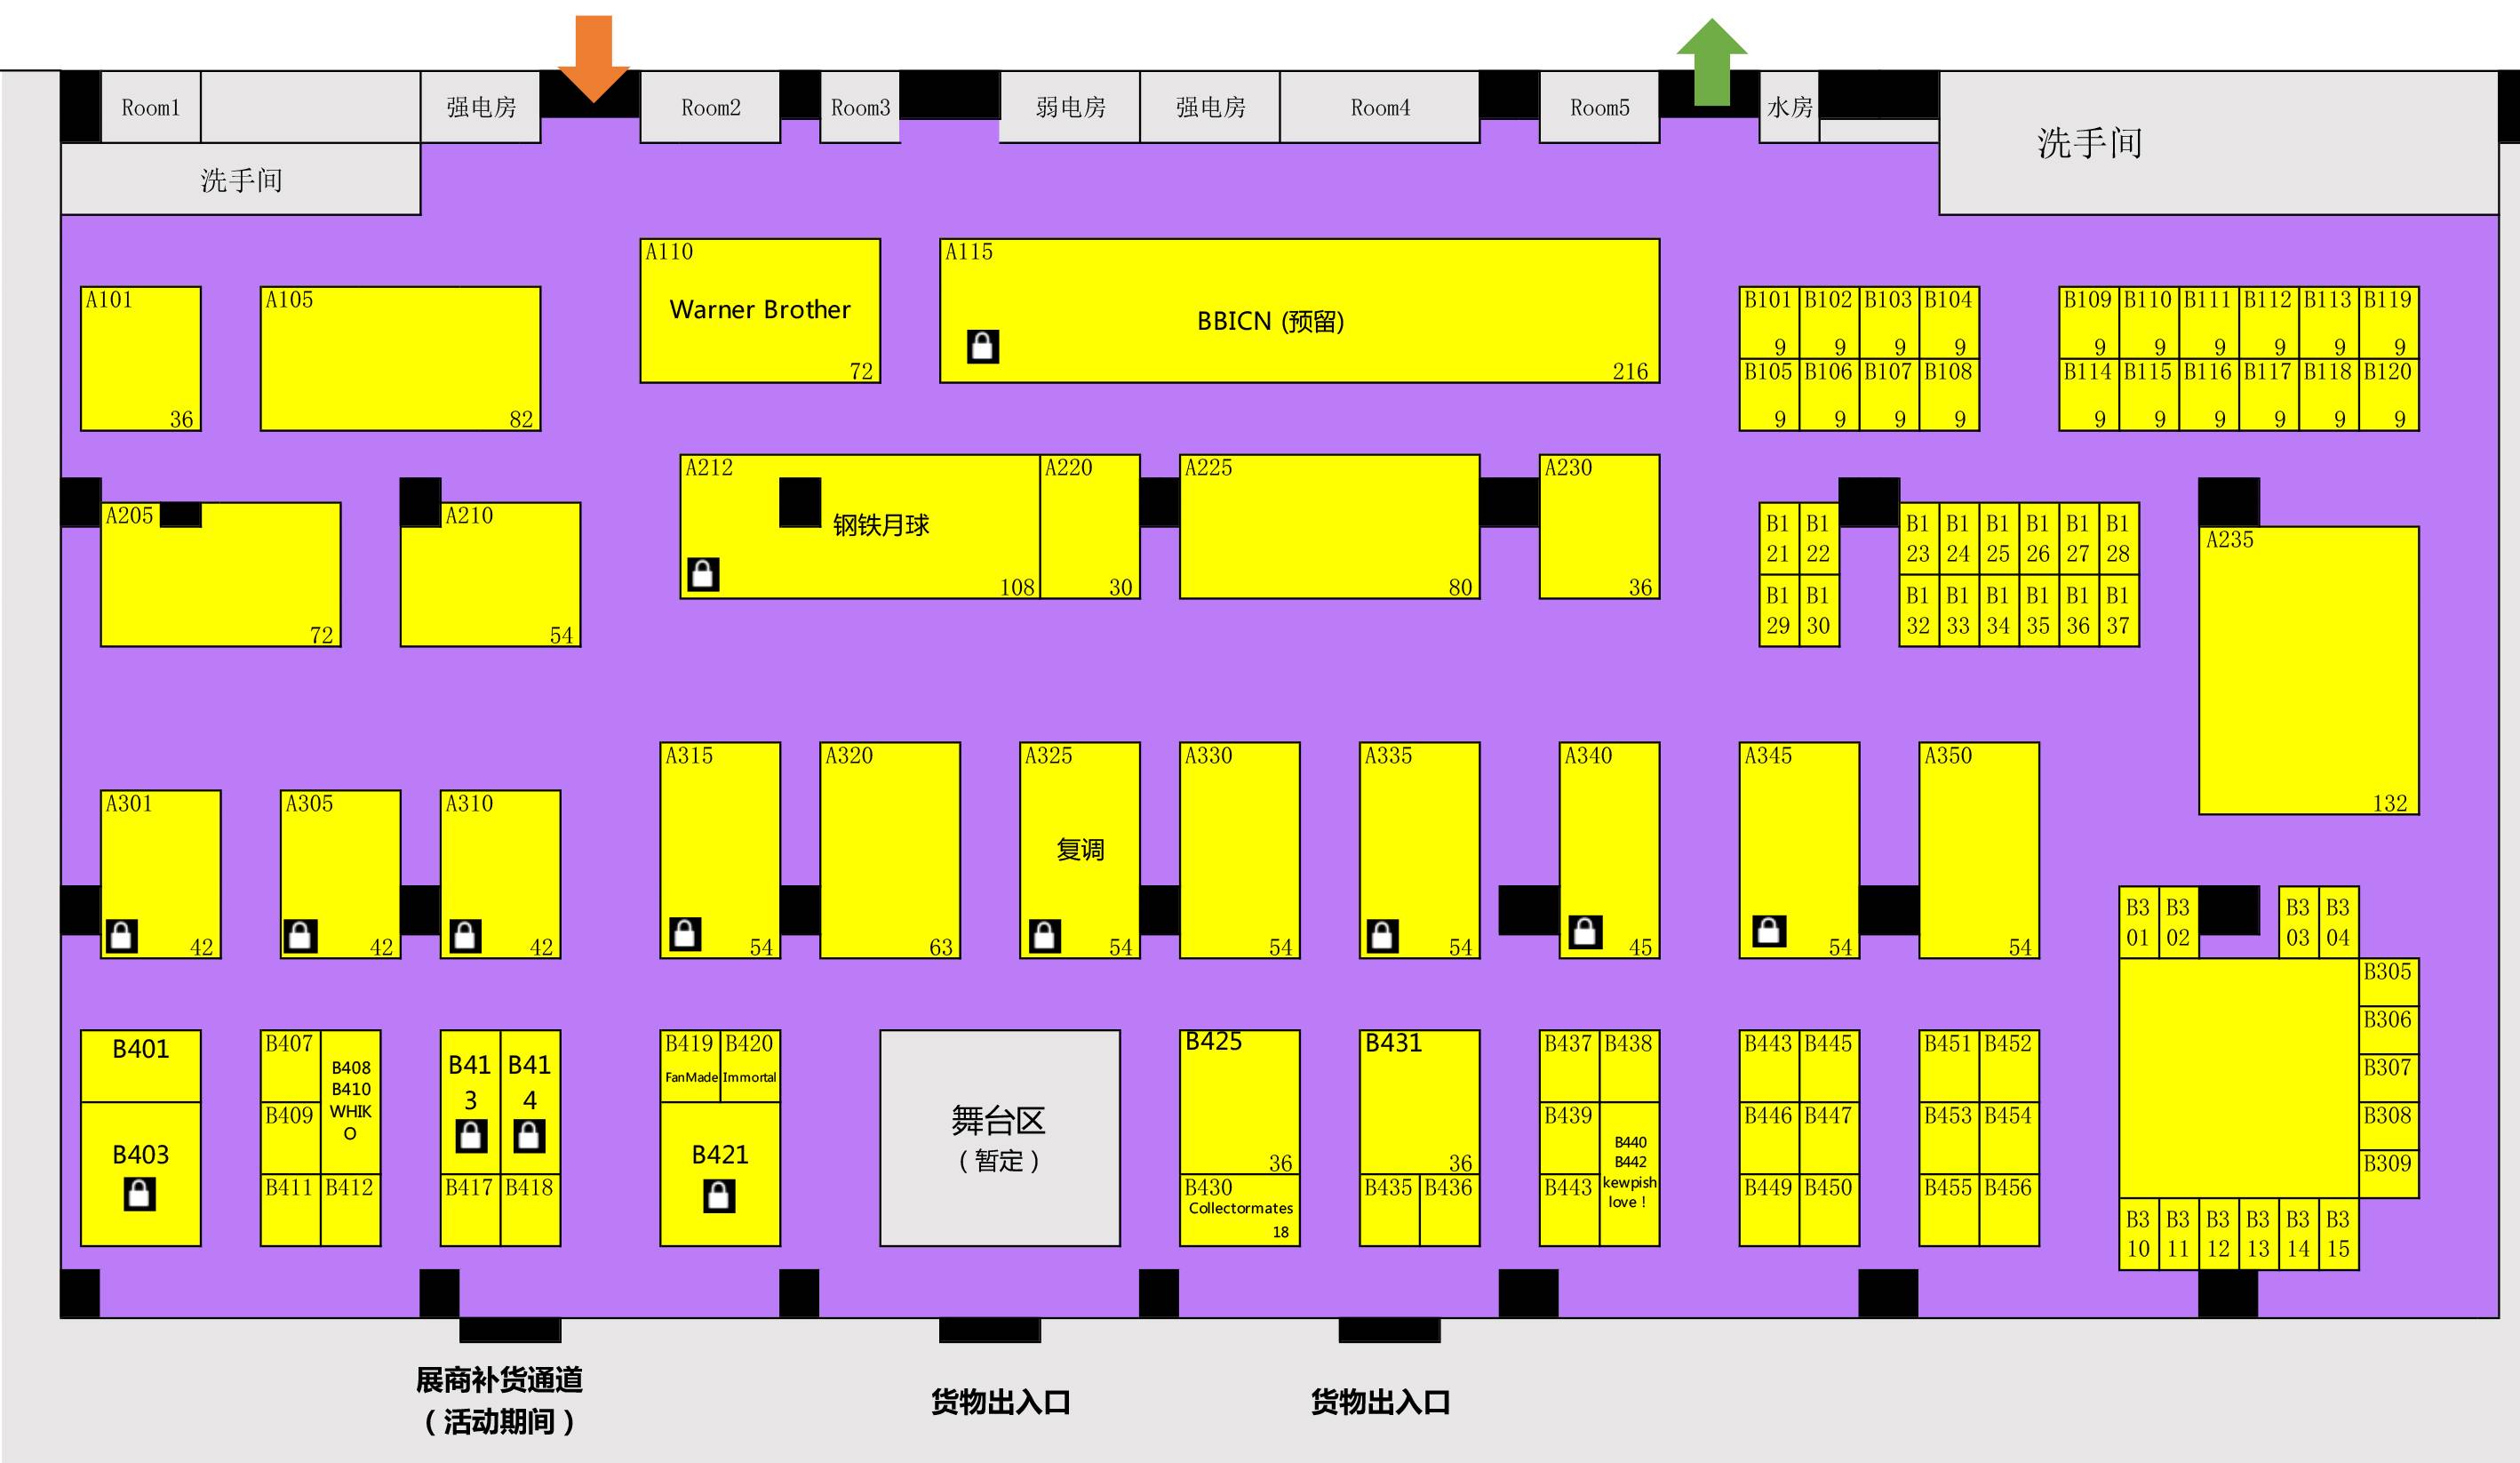 Room1
强电房
Room2
Room3
弱电房
强电房
Room4
Room5
水房
洗手间
洗手间
A101
36
A105
82
A110
Warner Brother
72
A115
BBICN (预留)
216
B101 B102 B103 B104
9 9 9 9
B105 B106 B107 B108
9 9 9 9
B109 B110 B111 B112 B113 B119
9 9 9 9 9 9
B114 B115 B116 B117 B118 B120
9 9 9 9 9 9
A205
72
A210
54
A212
钢铁月球
108
A220
30
A225
80
A230
36
B1 B1 B1 B1 B1 B1 B1 B1
21 22 23 24 25 26 27 28
B1 B1 B1 B1 B1 B1 B1 B1
29 30 32 33 34 35 36 37
A235
132
A301
42
A305
42
A310
42
A315
54
A320
63
A325
复调
54
A330
54
A335
54
A340
45
A345
54
A350
54
B3 B3 B3 B3
01 02 03 04
B305
B306
B307
B308
B309
B3 B3 B3 B3 B3 B3
10 11 12 13 14 15
B401
B403
B407
B408
B410
WHIK
O
B409
B411 B412
B41 B41
3 4
B417 B418
B419 B420
FanMade Immortal
B421
舞台区
（暂定）
B425
36
B430
Collectormates
18
B431
36
B435 B436
B437 B438
B439
B440
B442
kewpish
love！
B443
B443 B445
B446 B447
B449 B450
B451 B452
B453 B454
B455 B456
展商补货通道
（活动期间）
货物出入口
货物出入口